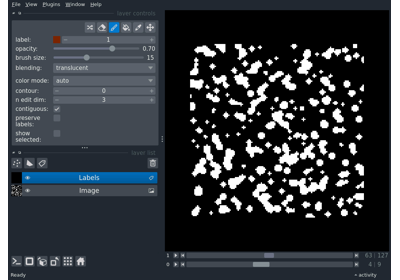 File View Plugins Window Help
layer controls
label: 1
opacity: 0.70
brush size: 15
blending: translucent
color mode: auto
contour: 0
n edit dim: 3
contiguous:
preserve
labels:
show
selected:
layer list
Labels
Image
1 63 127
0 4 9
Ready activity